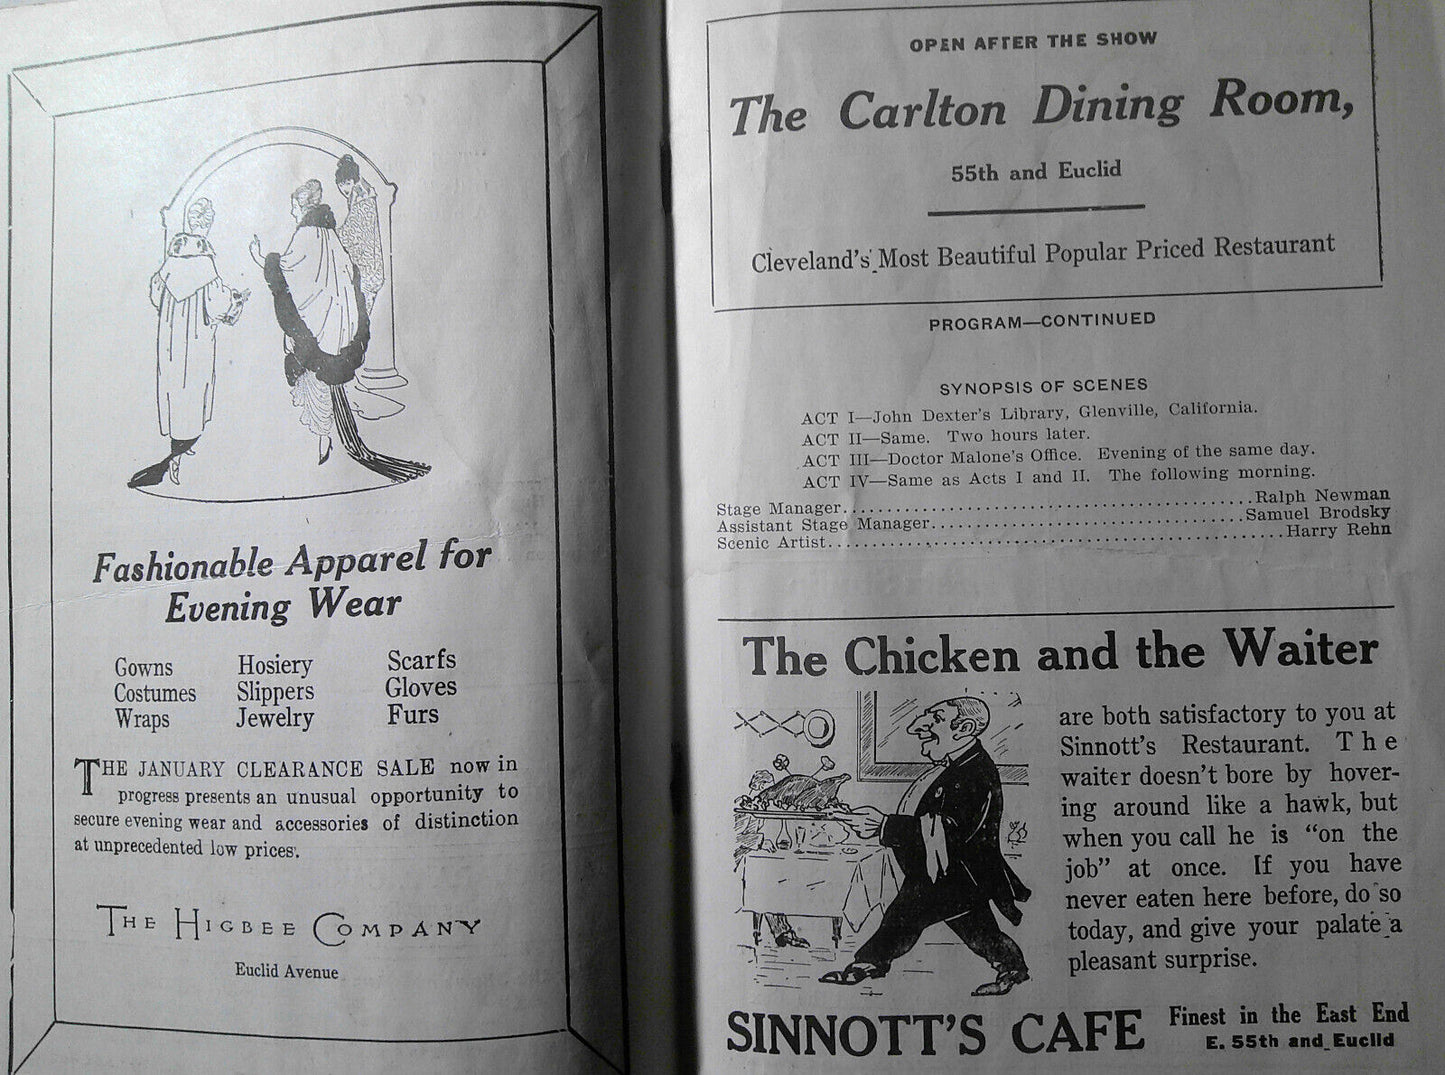 Fashionable Apparel for
Evening Wear
Gowns Hosiery Scarfs
Costumes Slippers Gloves
Wraps Jewelry Furs
THE JANUARY CLEARANCE SALE now in
progress presents an unusual opportunity to
secure evening wear and accessories of distinction
at unprecedented low prices.
THE HIGBEE COMPANY
Euclid Avenue
OPEN AFTER THE SHOW
The Carlton Dining Room,
55th and Euclid
Cleveland's Most Beautiful Popular Priced Restaurant
PROGRAM—CONTINUED
SYNOPSIS OF SCENES
ACT I—John Dexter's Library, Glenville, California.
ACT II—Same. Two hours later.
ACT III—Doctor Malone's Office. Evening of the same day.
ACT IV—Same as Acts I and II. The following morning.
Stage Manager........................................Ralph Newman
Assistant Stage Manager..............................Samuel Brodsky
Scenic Artist........................................Harry Rehn
The Chicken and the Waiter
are both satisfactory to you at
Sinnott's Restaurant. The
waiter doesn't bore by hover-
ing around like a hawk, but
when you call he is "on the
job" at once. If you have
never eaten here before, do so
today, and give your palate a
pleasant surprise.
SINNOTT'S CAFE
Finest in the East End
E. 55th and Euclid